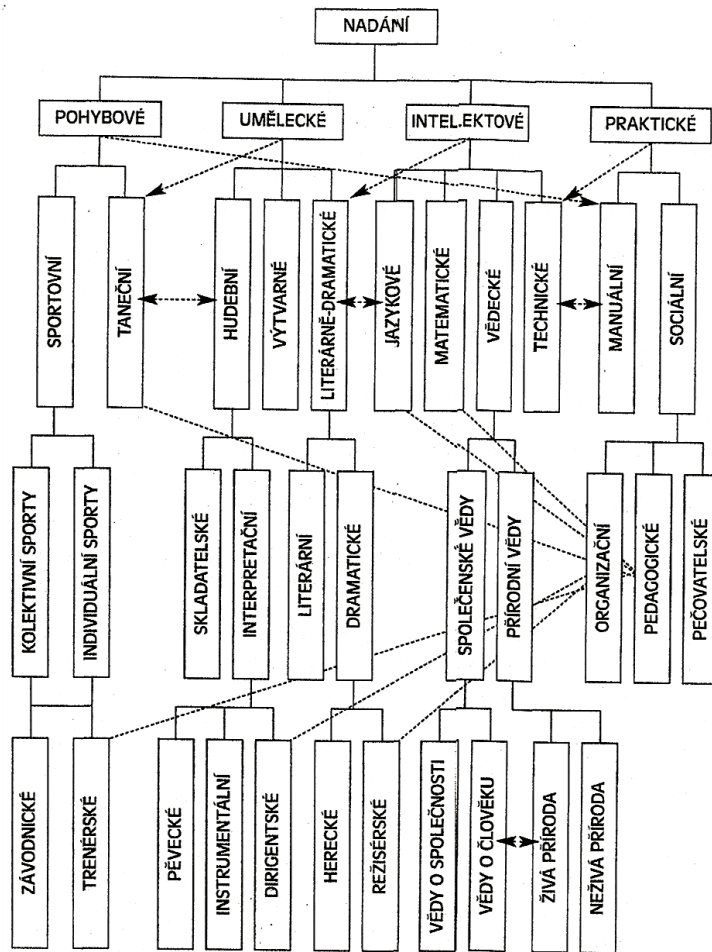 NADÁNÍ
POHYBOVÉ
UMĚLECKÉ
INTEL.EKTOVÉ
PRAKTICKÉ
SPORTOVNÍ
TANEČNÍ
HUDEBNÍ
VÝTVARNÉ
LITERÁRNĚ-DRAMATICKÉ
JAZYKOVÉ
MATEMATICKÉ
VĚDECKÉ
TECHNICKÉ
MANUÁLNÍ
SOCIÁLNÍ
KOLEKTIVNÍ SPORTY
INDIVIDUÁLNÍ SPORTY
SKLADATELSKÉ
INTERPRETAČNÍ
LITERÁRNÍ
DRAMATICKÉ
SPOLEČENSKÉ VĚDY
PŘÍRODNÍ VĚDY
ORGANIZAČNÍ
PEDAGOGICKÉ
PEČOVATELSKÉ
ZÁVODNICKÉ
TRENÉRSKÉ
PĚVECKÉ
INSTRUMENTÁLNÍ
DIRIGENTSKÉ
HERECKÉ
REŽISÉRSKÉ
VĚDY O SPOLEČNOSTI
VĚDY O ČLOVĚKU
ŽIVÁ PŘÍRODA
NEŽIVÁ PŘÍRODA